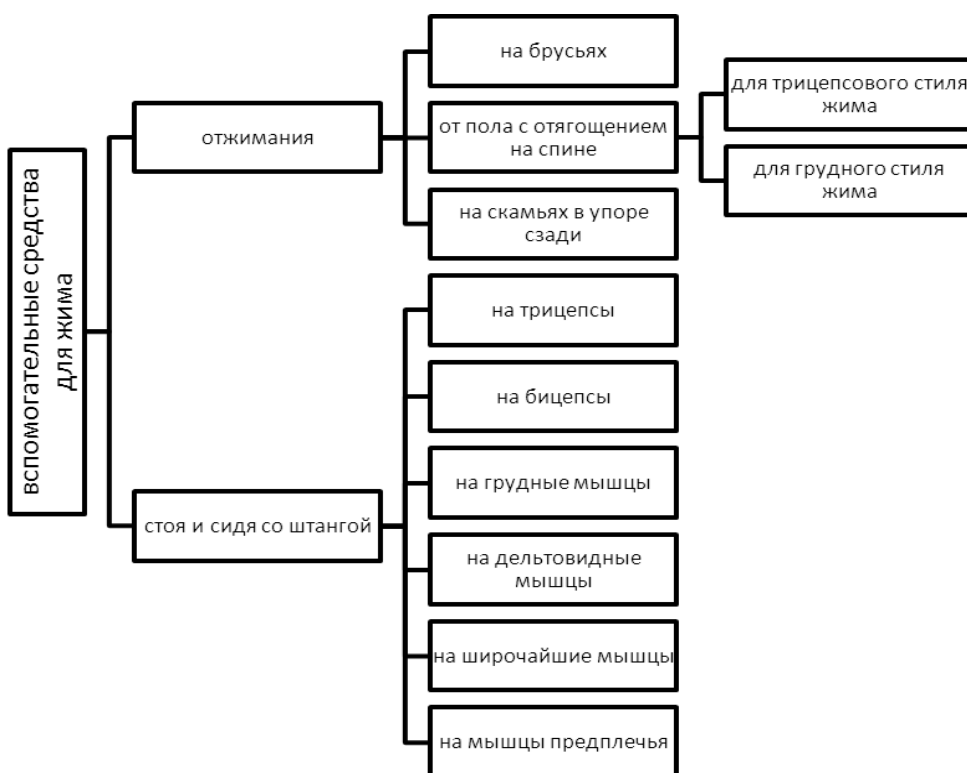 вспомогательные средства
для жима
отжимания
на брусьях
от пола с отягощением
на спине
для трицепсового стиля
жима
для грудного стиля
жима
на скамьях в упоре
сзади
стоя и сидя со штангой
на трицепсы
на бицепсы
на грудные мышцы
на дельтовидные
мышцы
на широчайшие мышцы
на мышцы предплечья